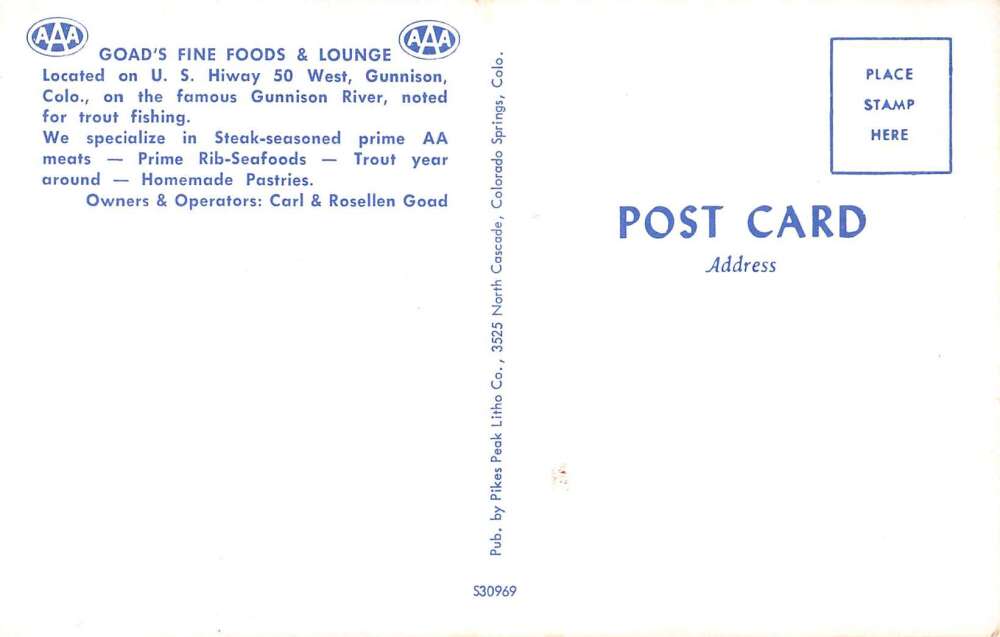 AAA AAA
GOAD'S FINE FOODS & LOUNGE
Located on U. S. Hiway 50 West, Gunnison,
Colo., on the famous Gunnison River, noted
for trout fishing.
We specialize in Steak-seasoned prime AA
meats — Prime Rib-Seafoods — Trout year
around — Homemade Pastries.
Owners & Operators: Carl & Rosellen Goad
Pub. by Pikes Peak Litho Co., 3525 North Cascade, Colorado Springs, Colo.
S30969
PLACE
STAMP
HERE
POST CARD
Address